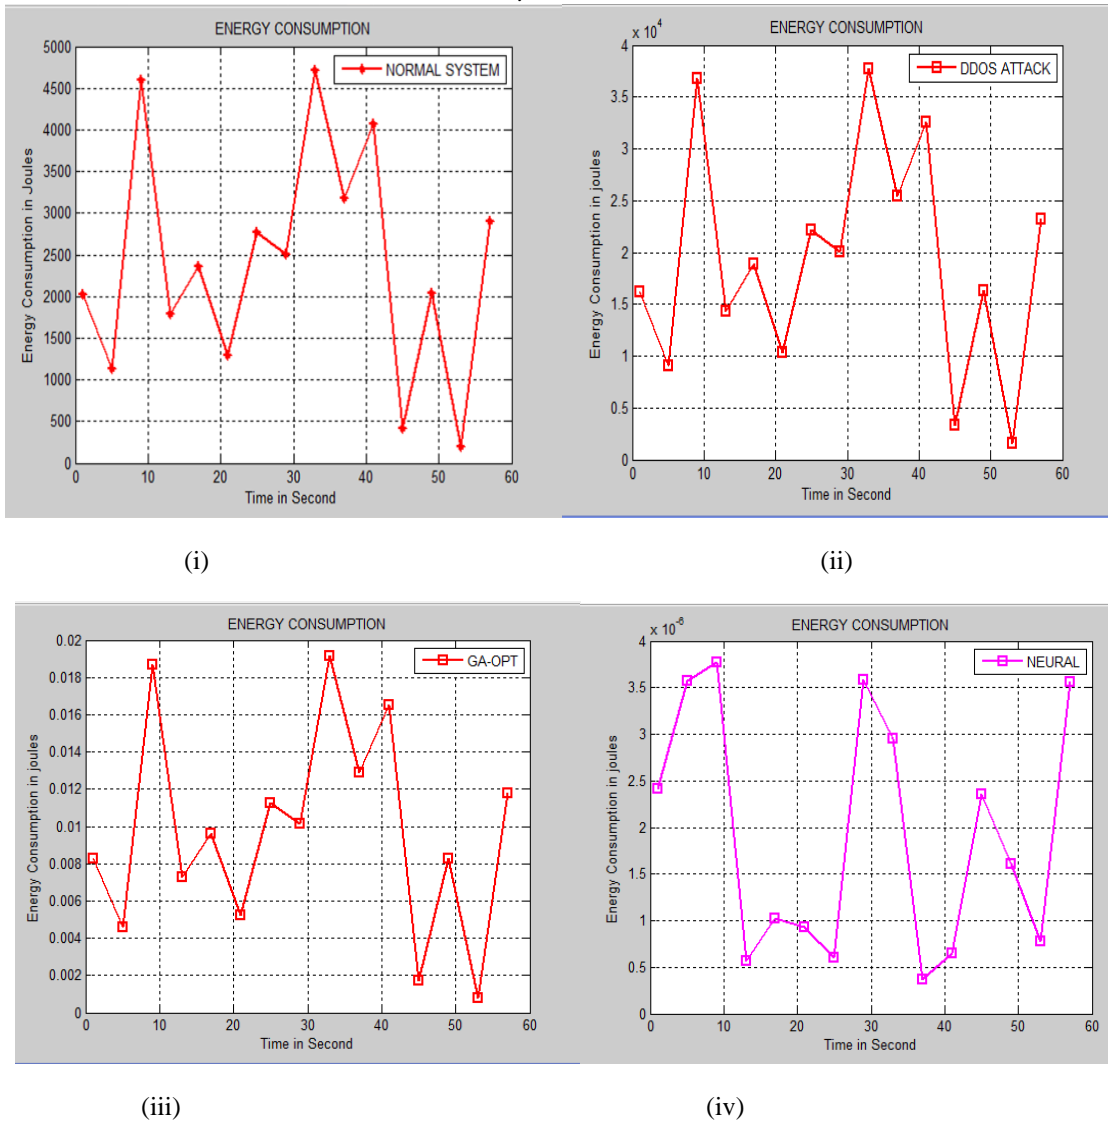 ENERGY CONSUMPTION
NORMAL SYSTEM
Energy Consumption in Joules
5000
4500
4000
3500
3000
2500
2000
1500
1000
500
0
0 10 20 30 40 50 60
Time in Second
(i)
ENERGY CONSUMPTION
x 10^4
DDOS ATTACK
Energy Consumption in joules
4
3.5
3
2.5
2
1.5
1
0.5
0
0 10 20 30 40 50 60
Time in Second
(ii)
ENERGY CONSUMPTION
GA-OPT
Energy Consumption in joules
0.02
0.018
0.016
0.014
0.012
0.01
0.008
0.006
0.004
0.002
0
0 10 20 30 40 50 60
Time in Second
(iii)
ENERGY CONSUMPTION
x 10^-6
NEURAL
Energy Consumption in joules
4
3.5
3
2.5
2
1.5
1
0.5
0
0 10 20 30 40 50 60
Time in Second
(iv)